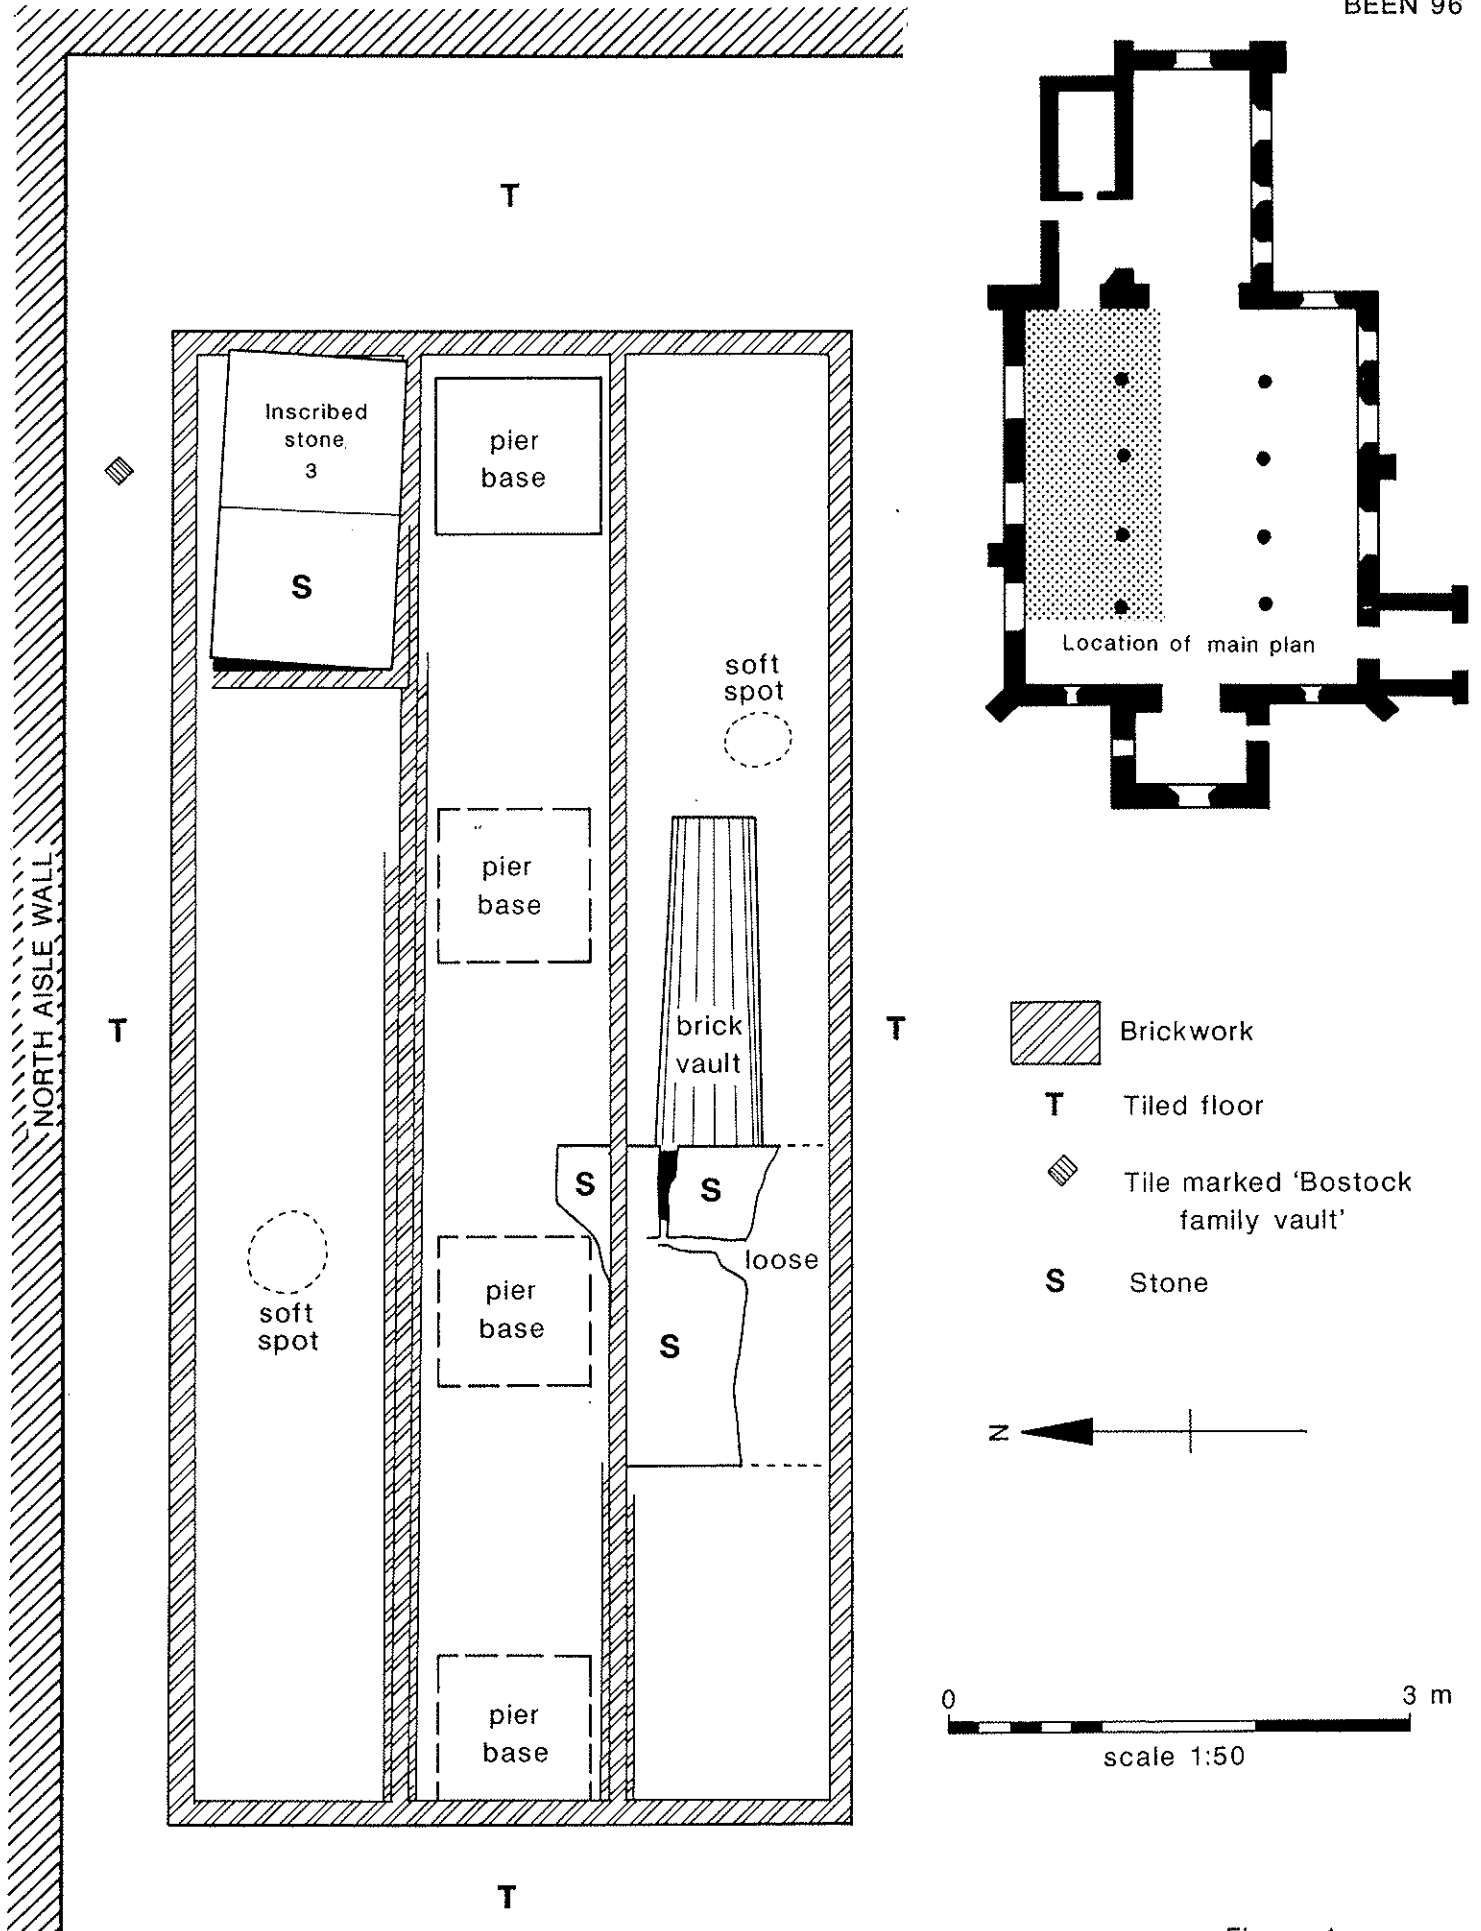 BEEN 96
T
Inscribed
stone
3
S
pier
base
soft
spot
Location of main plan
pier
base
brick
vault
NORTH AISLE WALL
T
T
S
S
loose
S
soft
spot
pier
base
pier
base
T
Brickwork
T Tiled floor
Tile marked ‘Bostock
family vault’
S Stone
N
0 3 m
scale 1:50